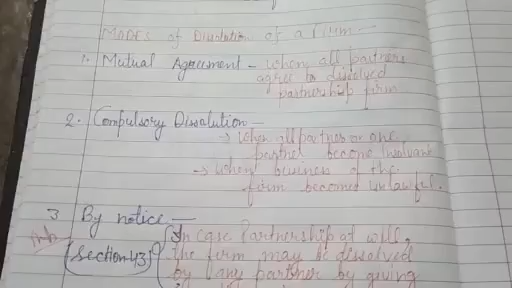 Modes of Dissolution of a Firm —
1. Mutual Agreement - when all partners
agree to dissolved
partnership firm
2. Compulsory Dissolution —
→ when all partner or one
partner become insolvant
→ when business of the
firm becomes unlawful.
3 By notice —
(Section 43) In case Partnership at will,
the firm may be dissolved
by any partner by giving